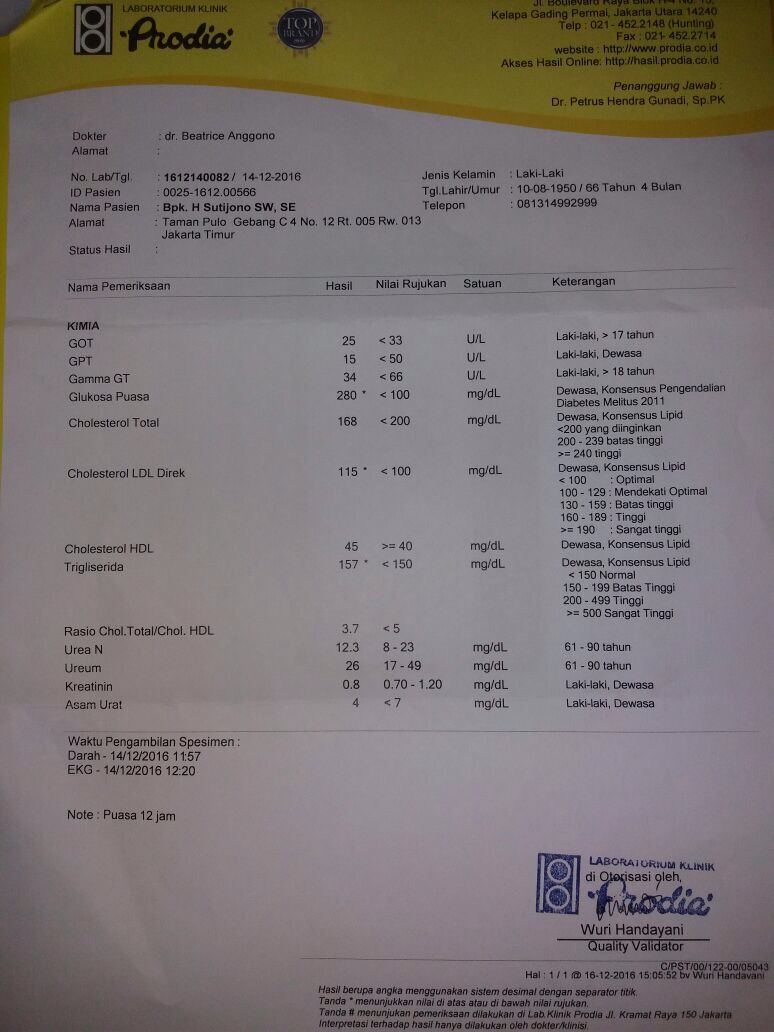 LABORATORIUM KLINIK
Prodia
TOP
BRAND
Jl. Boulevard Raya Blok
Kelapa Gading Permai, Jakarta Utara 14240
Telp : 021 - 452.2148 (Hunting)
Fax : 021- 452.2714
website : http://www.prodia.co.id
Akses Hasil Online: http://hasil.prodia.co.id
Penanggung Jawab :
Dr. Petrus Hendra Gunadi, Sp.PK
Dokter : dr. Beatrice Anggono
Alamat :
No. Lab/Tgl. : 1612140082 / 14-12-2016
ID Pasien : 0025-1612.00566
Nama Pasien : Bpk. H Sutijono SW, SE
Alamat : Taman Pulo Gebang C 4 No. 12 Rt. 005 Rw. 013
Jakarta Timur
Status Hasil :
Jenis Kelamin : Laki-Laki
Tgl.Lahir/Umur : 10-08-1950 / 66 Tahun 4 Bulan
Telepon : 081314992999
Nama Pemeriksaan Hasil Nilai Rujukan Satuan Keterangan
KIMIA
GOT 25 < 33 U/L Laki-laki, > 17 tahun
GPT 15 < 50 U/L Laki-laki, Dewasa
Gamma GT 34 < 66 U/L Laki-laki, > 18 tahun
Glukosa Puasa 280 * < 100 mg/dL Dewasa, Konsensus Pengendalian
Diabetes Melitus 2011
Cholesterol Total 168 < 200 mg/dL Dewasa, Konsensus Lipid
<200 yang diinginkan
200 - 239 batas tinggi
>= 240 tinggi
Cholesterol LDL Direk 115 * < 100 mg/dL Dewasa, Konsensus Lipid
< 100 : Optimal
100 - 129 : Mendekati Optimal
130 - 159 : Batas tinggi
160 - 189 : Tinggi
>= 190 : Sangat tinggi
Cholesterol HDL 45 >= 40 mg/dL Dewasa, Konsensus Lipid
Trigliserida 157 * < 150 mg/dL Dewasa, Konsensus Lipid
< 150 Normal
150 - 199 Batas Tinggi
200 - 499 Tinggi
>= 500 Sangat Tinggi
Rasio Chol.Total/Chol. HDL 3.7 < 5
Urea N 12.3 8 - 23 mg/dL 61 - 90 tahun
Ureum 26 17 - 49 mg/dL 61 - 90 tahun
Kreatinin 0.8 0.70 - 1.20 mg/dL Laki-laki, Dewasa
Asam Urat 4 < 7 mg/dL Laki-laki, Dewasa
Waktu Pengambilan Spesimen :
Darah - 14/12/2016 11:57
EKG - 14/12/2016 12:20
Note : Puasa 12 jam
LABORATORIUM KLINIK
di Otorisasi oleh,
Prodia
Wuri Handayani
Quality Validator
C/PST/00/122-00/05043
Hal : 1 / 1 @ 16-12-2016 15:05:52 by Wuri Handayani
Hasil berupa angka menggunakan sistem desimal dengan separator titik.
Tanda * menunjukkan nilai di atas atau di bawah nilai rujukan.
Tanda # menunjukan pemeriksaan dilakukan di Lab.Klinik Prodia Jl. Kramat Raya 150 Jakarta
Interpretasi terhadap hasil hanya dilakukan oleh dokter/klinisi.